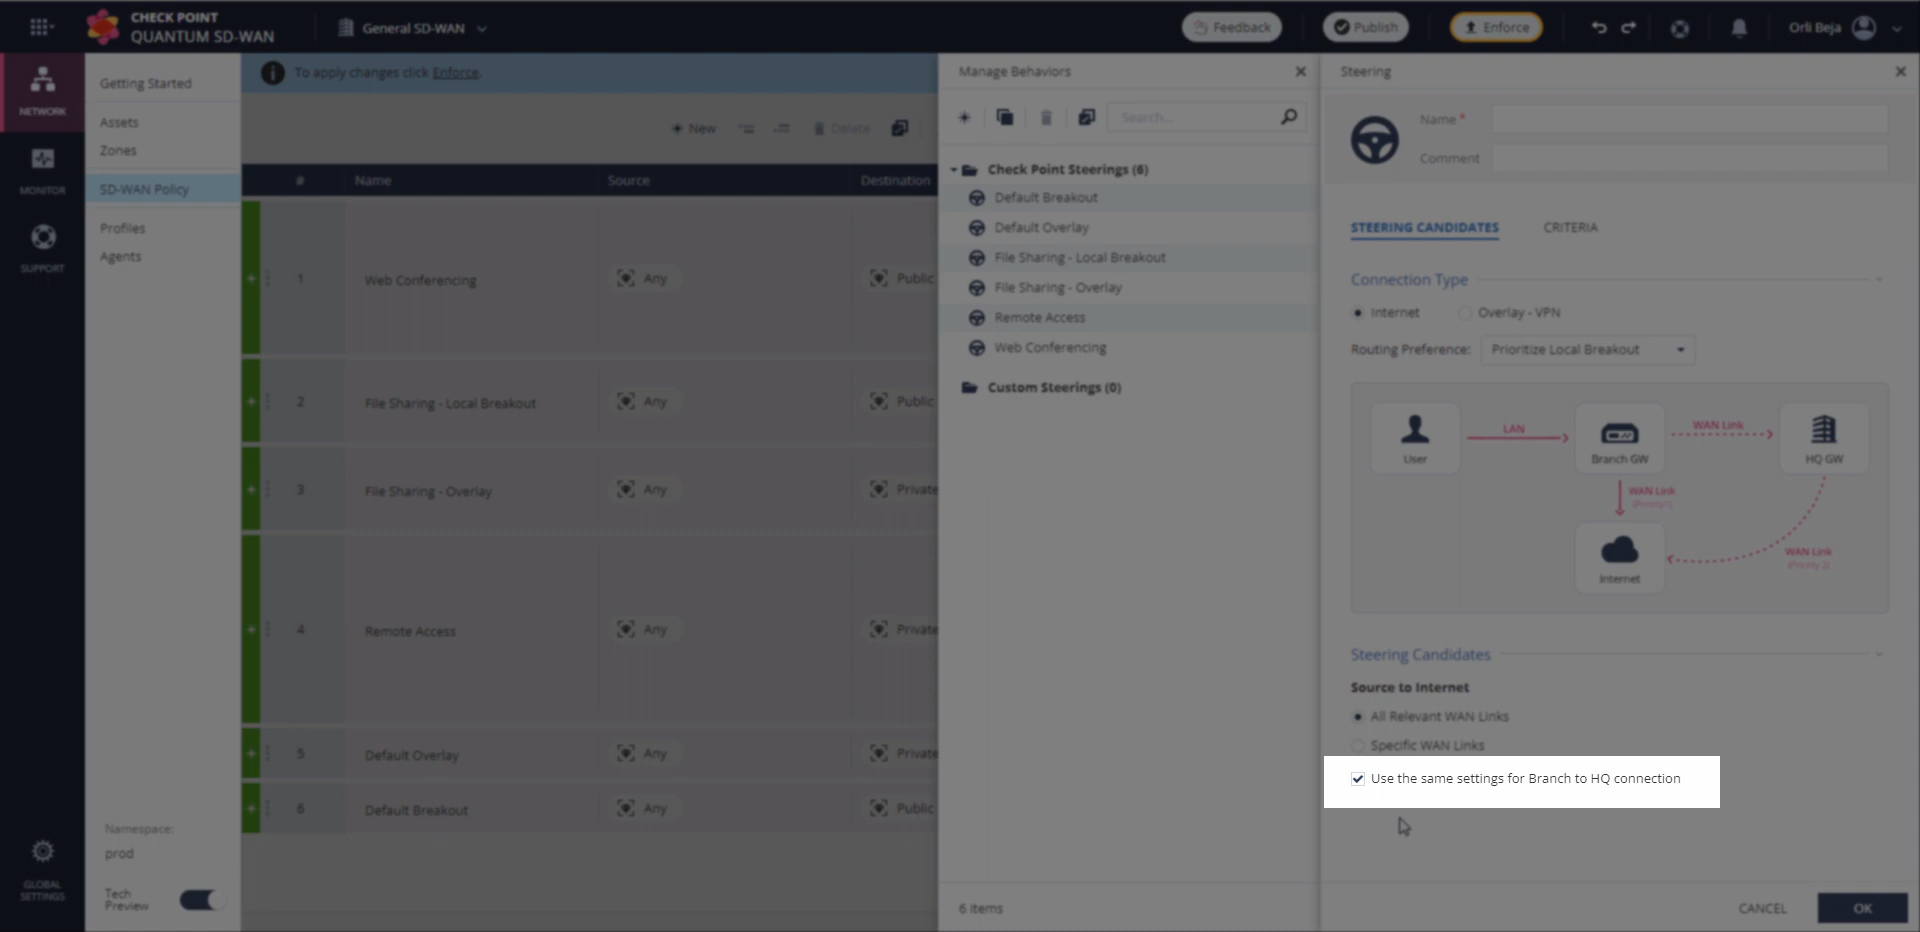 CHECK POINT
QUANTUM SD-WAN
General SD-WAN
Feedback
Publish
Enforce
Orli Beja
NETWORK
MONITOR
SUPPORT
GLOBAL
SETTINGS
Getting Started
Assets
Zones
SD-WAN Policy
Profiles
Agents
Namespace:
prod
Tech
Preview
To apply changes click Enforce.
New
Delete
# Name Source Destination
1 Web Conferencing Any Public
2 File Sharing - Local Breakout Any Public
3 File Sharing - Overlay Any Private
4 Remote Access Any Private
5 Default Overlay Any Private
6 Default Breakout Any Public
Manage Behaviors
Search...
Check Point Steerings (6)
Default Breakout
Default Overlay
File Sharing - Local Breakout
File Sharing - Overlay
Remote Access
Web Conferencing
Custom Steerings (0)
6 items
Steering
Name *
Comment
STEERING CANDIDATES CRITERIA
Connection Type
Internet Overlay - VPN
Routing Preference: Prioritize Local Breakout
User
LAN
Branch GW
WAN Link
HQ GW
WAN Link
(Priority 1)
Internet
WAN Link
(Priority 2)
Steering Candidates
Source to Internet
All Relevant WAN Links
Specific WAN Links
Use the same settings for Branch to HQ connection
CANCEL
OK